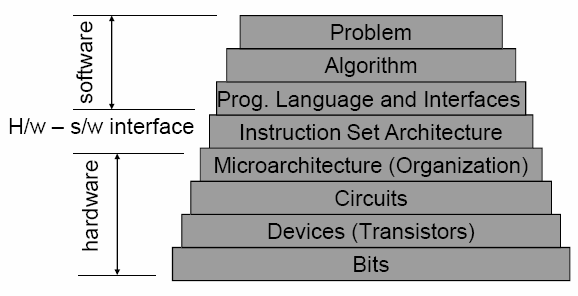 software
H/w – s/w interface
hardware
Problem
Algorithm
Prog. Language and Interfaces
Instruction Set Architecture
Microarchitecture (Organization)
Circuits
Devices (Transistors)
Bits